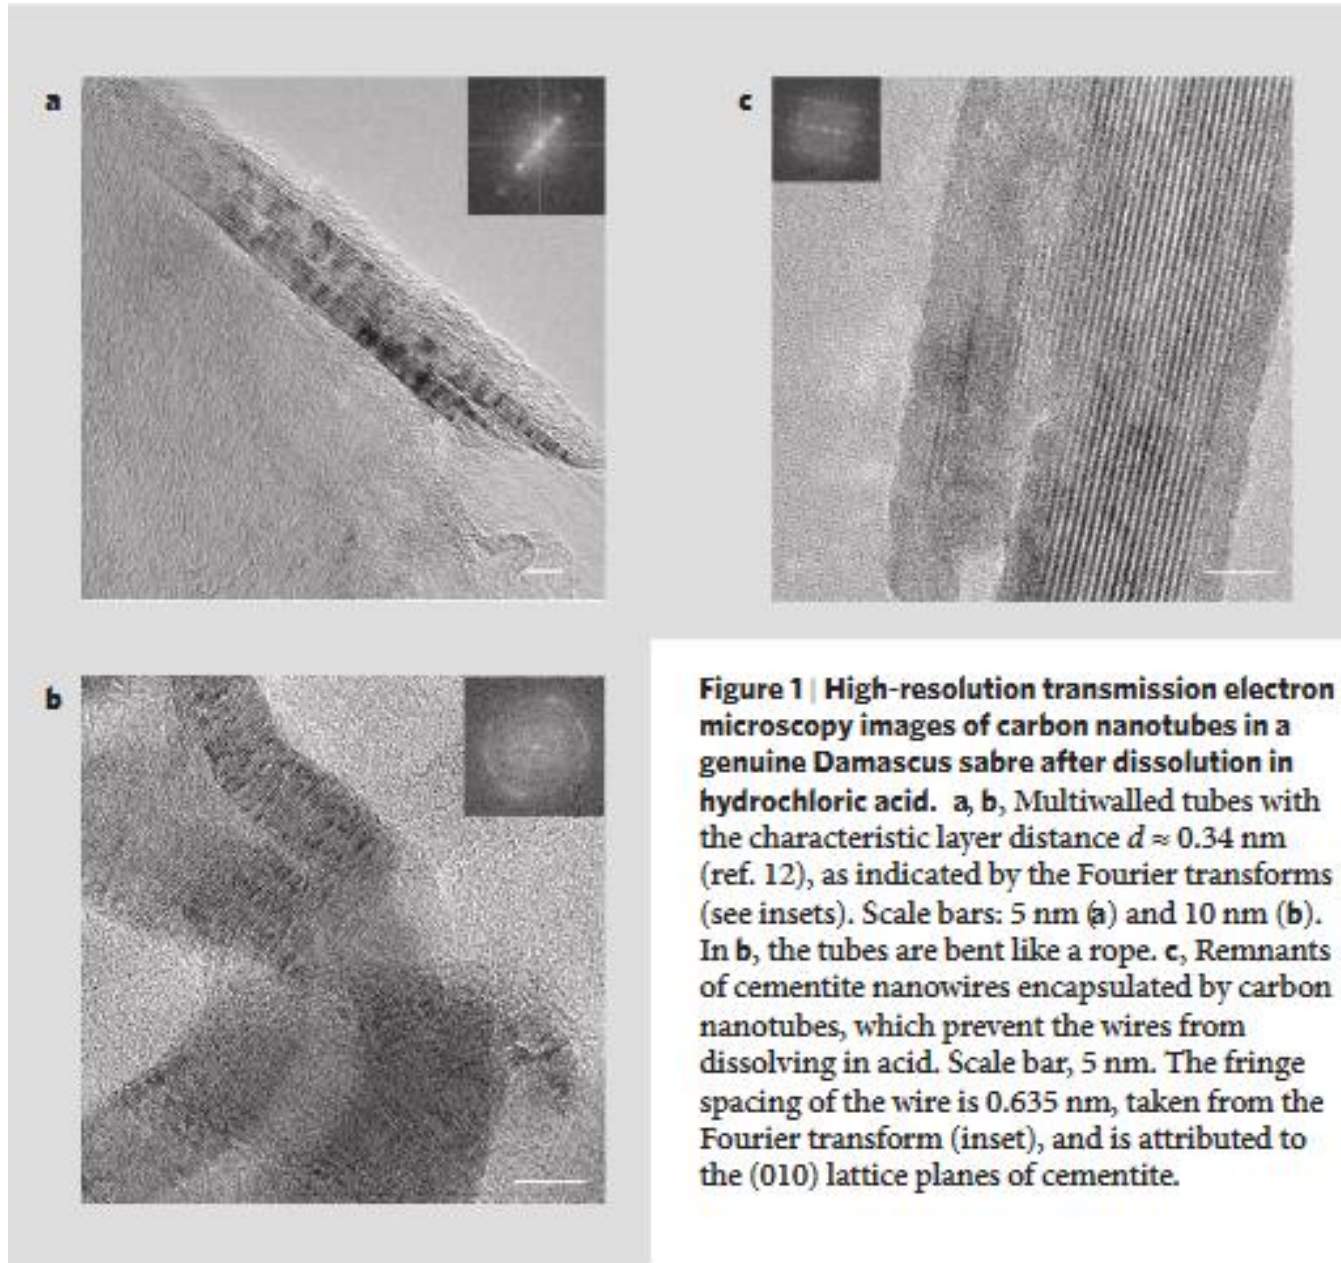 a
c
b
Figure 1 | High-resolution transmission electron
microscopy images of carbon nanotubes in a
genuine Damascus sabre after dissolution in
hydrochloric acid. a, b, Multiwalled tubes with
the characteristic layer distance d ≈ 0.34 nm
(ref. 12), as indicated by the Fourier transforms
(see insets). Scale bars: 5 nm (a) and 10 nm (b).
In b, the tubes are bent like a rope. c, Remnants
of cementite nanowires encapsulated by carbon
nanotubes, which prevent the wires from
dissolving in acid. Scale bar, 5 nm. The fringe
spacing of the wire is 0.635 nm, taken from the
Fourier transform (inset), and is attributed to
the (010) lattice planes of cementite.